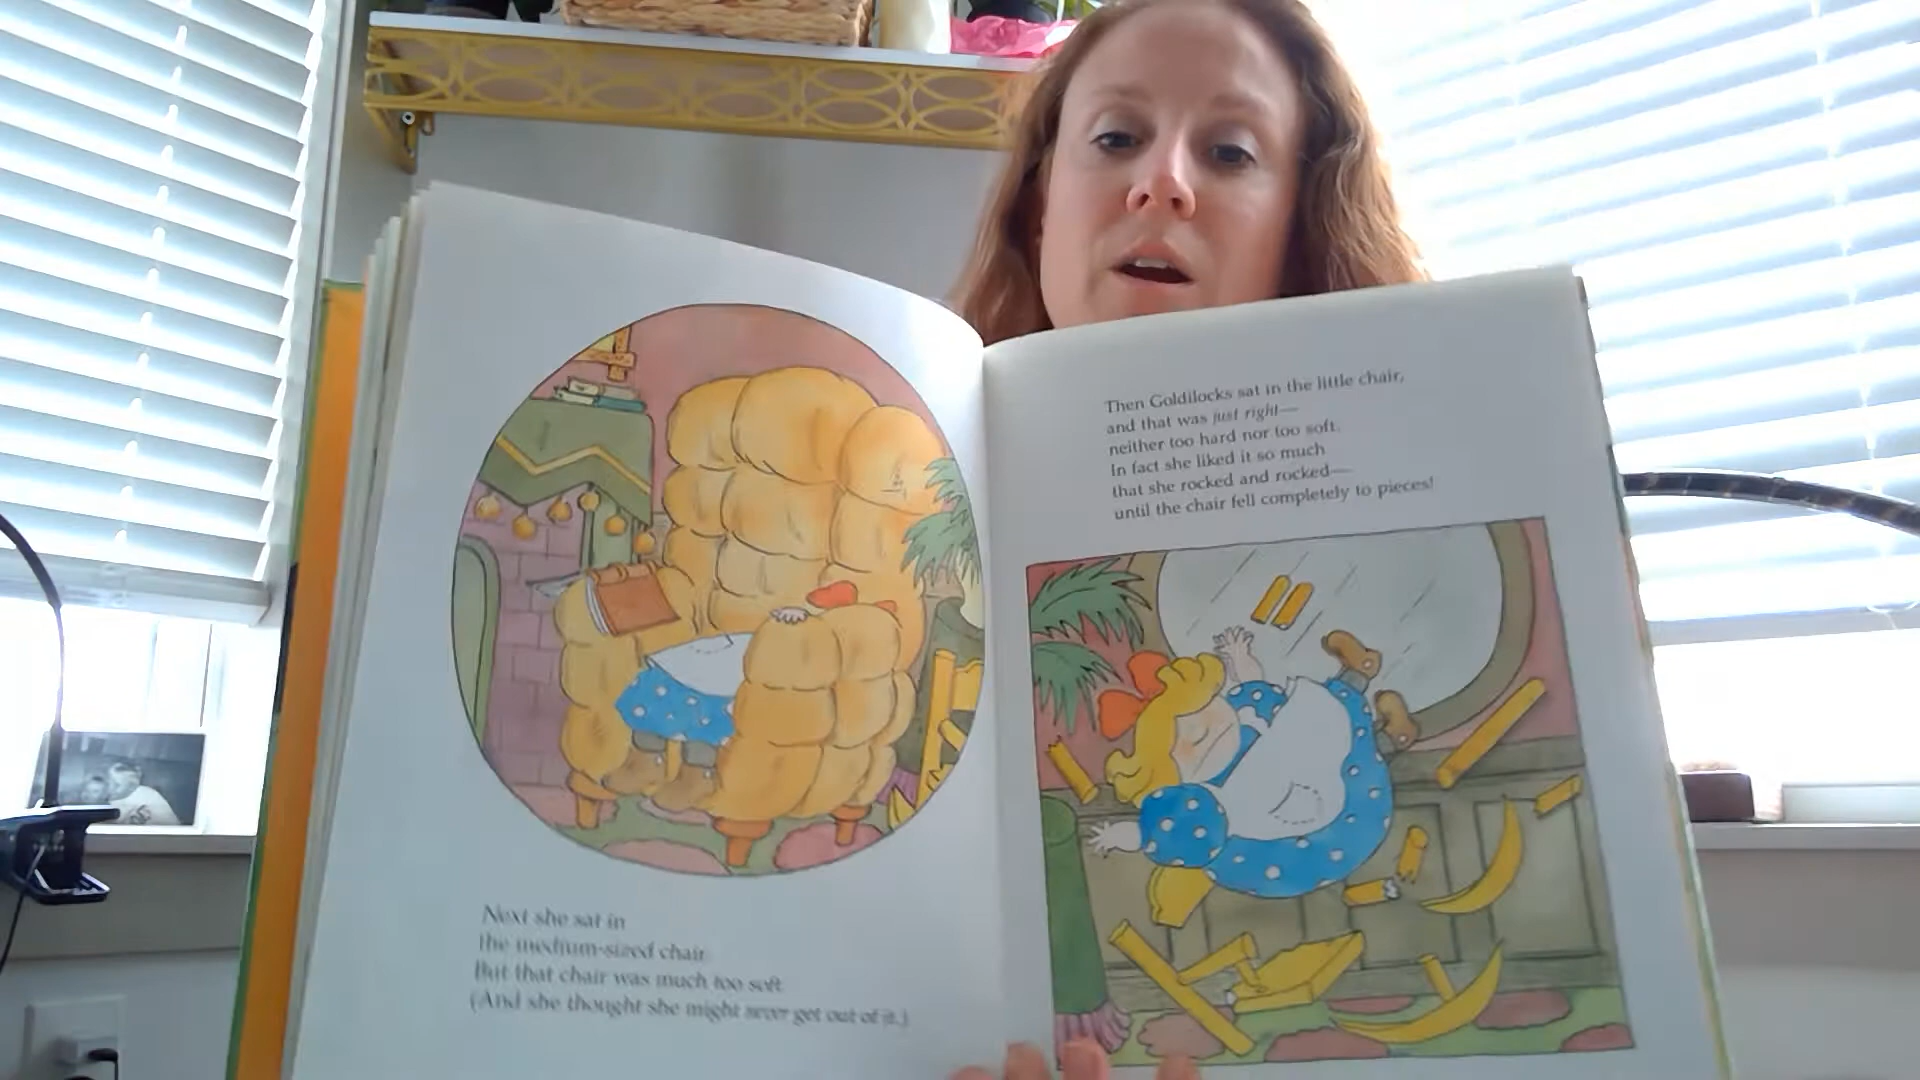 Next she sat in
the medium-sized chair.
But that chair was much too soft.
(And she thought she might never get out of it.)
Then Goldilocks sat in the little chair,
and that was just right—
neither too hard nor too soft.
In fact she liked it so much
that she rocked and rocked—
until the chair fell completely to pieces!